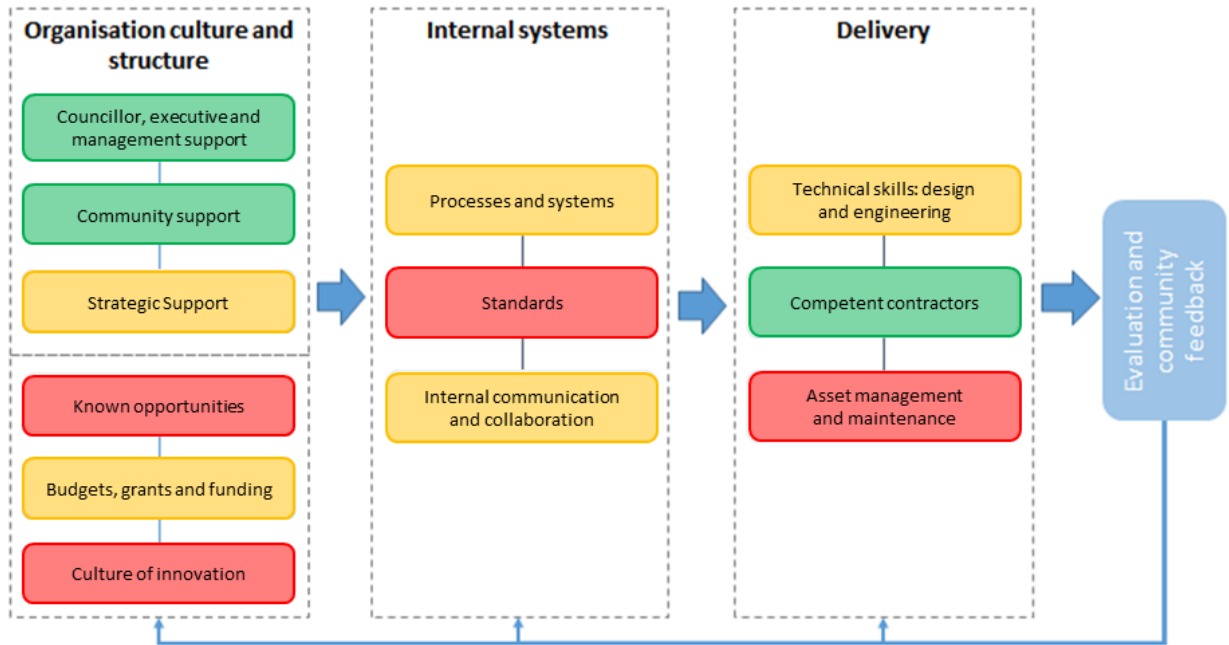 Organisation culture and
structure
Councillor, executive and
management support
Community support
Strategic Support
Known opportunities
Budgets, grants and funding
Culture of innovation
Internal systems
Processes and systems
Standards
Internal communication
and collaboration
Delivery
Technical skills: design
and engineering
Competent contractors
Asset management
and maintenance
Evaluation and
community
feedback